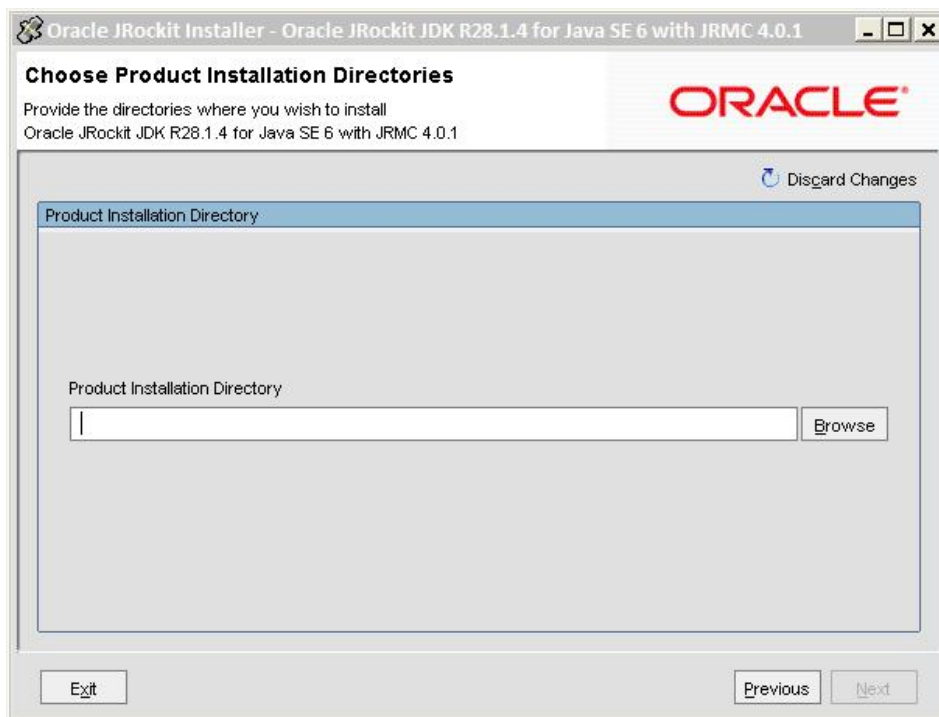 Oracle JRockit Installer - Oracle JRockit JDK R28.1.4 for Java SE 6 with JRMC 4.0.1
Choose Product Installation Directories
Provide the directories where you wish to install
Oracle JRockit JDK R28.1.4 for Java SE 6 with JRMC 4.0.1
ORACLE
Discard Changes
Product Installation Directory
Product Installation Directory
Browse
Exit
Previous
Next